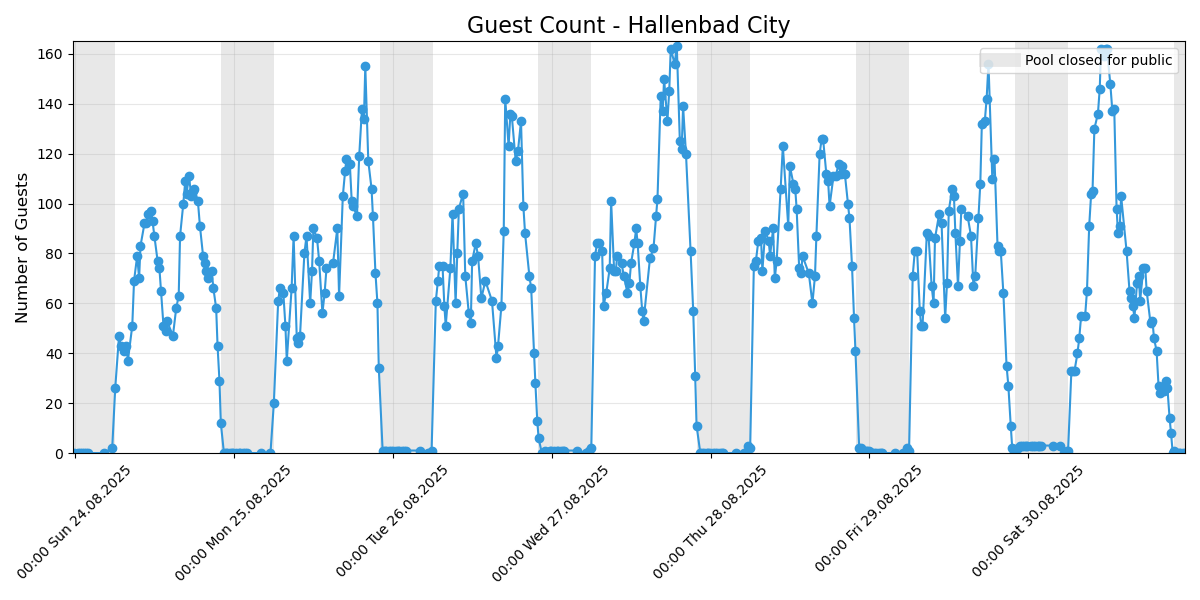 Guest Count - Hallenbad City
Pool closed for public
Number of Guests
160
140
120
100
80
60
40
20
0
00:00 Sun 24.08.2025
00:00 Mon 25.08.2025
00:00 Tue 26.08.2025
00:00 Wed 27.08.2025
00:00 Thu 28.08.2025
00:00 Fri 29.08.2025
00:00 Sat 30.08.2025